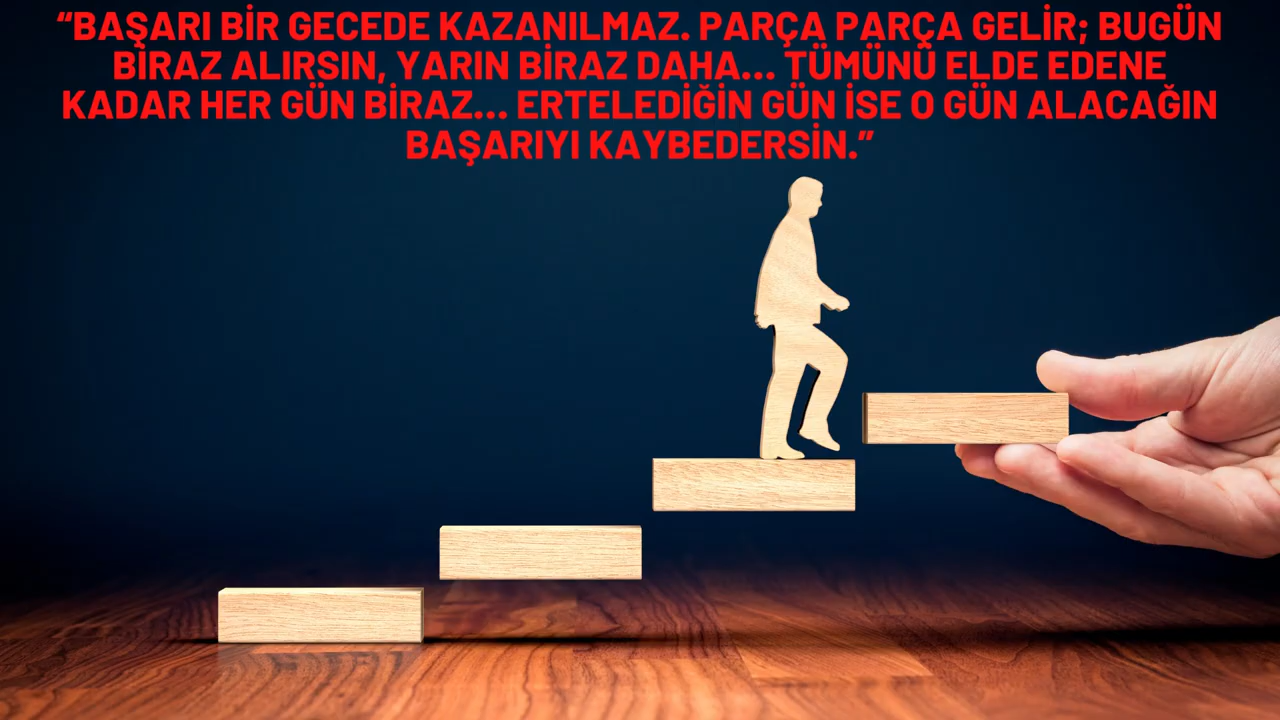 “BAŞARI BİR GECEDE KAZANILMAZ. PARÇA PARÇA GELİR; BUGÜN
BİRAZ ALIRSIN, YARIN BİRAZ DAHA... TÜMÜNÜ ELDE EDENE
KADAR HER GÜN BİRAZ... ERTELEDİĞİN GÜN İSE O GÜN ALACAĞIN
BAŞARIYI KAYBEDERSİN.”